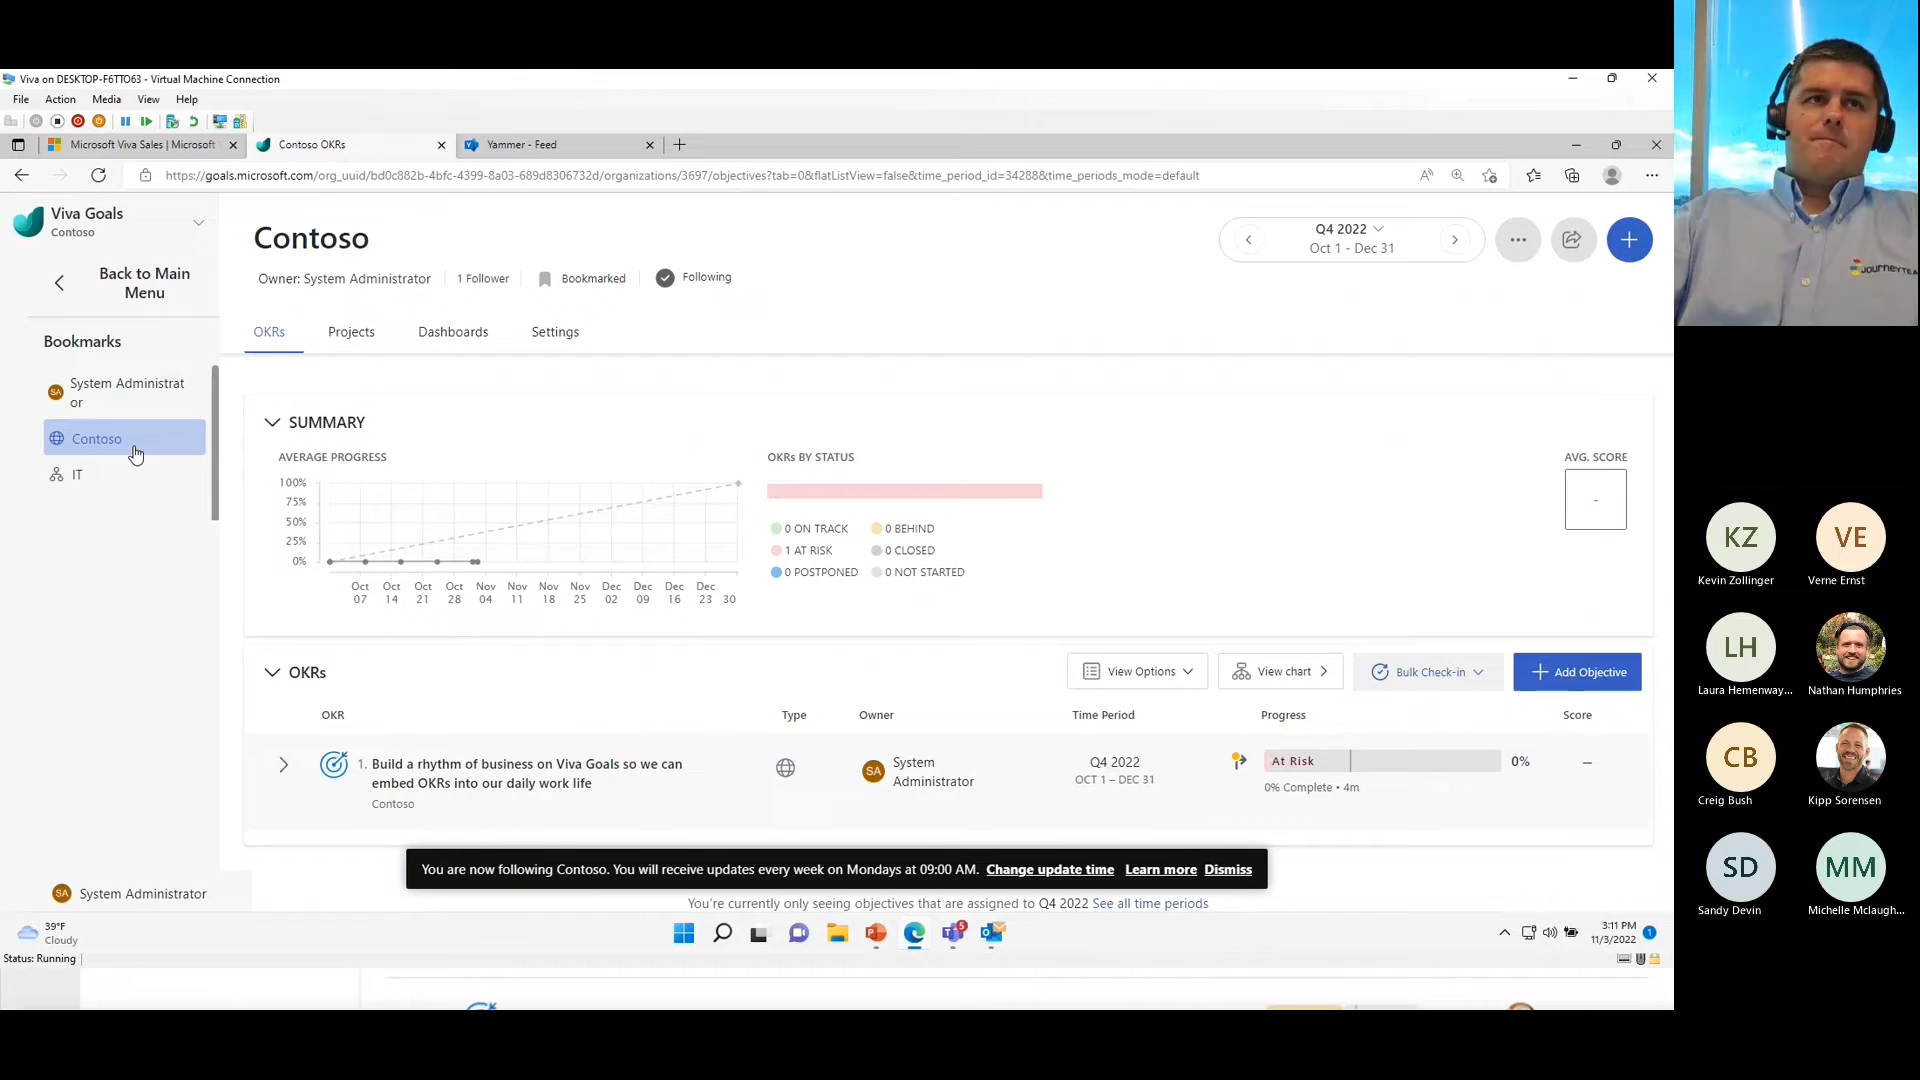 Viva on DESKTOP-F6TTO63 - Virtual Machine Connection
File Action Media View Help
Microsoft Viva Sales | Microsoft
Contoso OKRs
Yammer - Feed
https://goals.microsoft.com/org_uuid/bd0c882b-4bfc-4399-8a03-689d8306732d/organizations/3697/objectives?tab=0&flatListView=false&time_period_id=34288&time_periods_mode=default
Viva Goals
Contoso
Back to Main
Menu
Bookmarks
SA
System Administrat
or
Contoso
IT
SA
System Administrator
Contoso
Owner: System Administrator
1 Follower
Bookmarked
Following
Q4 2022
Oct 1 - Dec 31
OKRs
Projects
Dashboards
Settings
SUMMARY
AVERAGE PROGRESS
100%
75%
50%
25%
0%
Oct Oct Oct Oct Nov Nov Nov Nov Dec Dec Dec Dec
07 14 21 28 04 11 18 25 02 09 16 23 30
OKRs BY STATUS
0 ON TRACK
0 BEHIND
1 AT RISK
0 CLOSED
0 POSTPONED
0 NOT STARTED
AVG. SCORE
-
OKRs
View Options
View chart
Bulk Check-in
Add Objective
OKR
Type
Owner
Time Period
Progress
Score
1. Build a rhythm of business on Viva Goals so we can
embed OKRs into our daily work life
Contoso
SA
System
Administrator
Q4 2022
OCT 1 – DEC 31
At Risk
0%
–
0% Complete • 4m
You are now following Contoso. You will receive updates every week on Mondays at 09:00 AM. Change update time Learn more Dismiss
You're currently only seeing objectives that are assigned to Q4 2022 See all time periods
39°F
Cloudy
5
3:11 PM
11/3/2022
1
Status: Running
JOURNEYTEA
KZ
Kevin Zollinger
VE
Verne Ernst
LH
Laura Hemenway...
Nathan Humphries
CB
Creig Bush
Kipp Sorensen
SD
Sandy Devin
MM
Michelle Mclaugh...